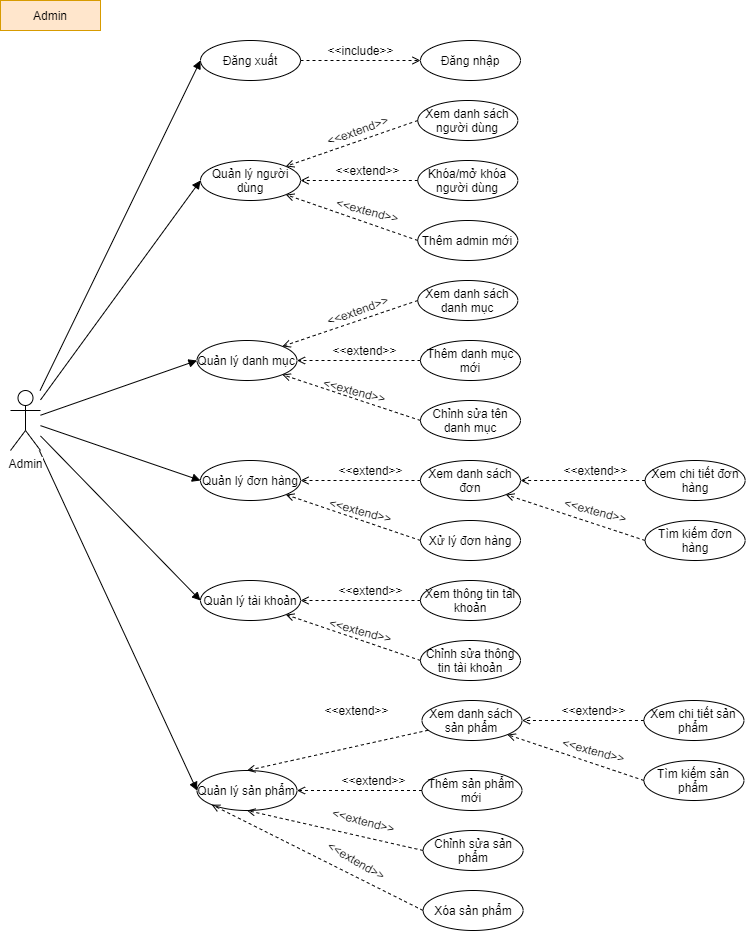 Admin
Đăng xuất
<<include>>
Đăng nhập
Xem danh sách
người dùng
<<extend>>
Quản lý người
dùng
<<extend>>
Khóa/mở khóa
người dùng
<<extend>>
Thêm admin mới
Xem danh sách
danh mục
<<extend>>
Quản lý danh mục
<<extend>>
Thêm danh mục
mới
<<extend>>
Chỉnh sửa tên
danh mục
Admin
Quản lý đơn hàng
<<extend>>
Xem danh sách
đơn
<<extend>>
Xem chi tiết đơn
hàng
<<extend>>
Xử lý đơn hàng
<<extend>>
Tìm kiếm đơn
hàng
Quản lý tài khoản
<<extend>>
Xem thông tin tài
khoản
<<extend>>
Chỉnh sửa thông
tin tài khoản
<<extend>>
Xem danh sách
sản phẩm
<<extend>>
Xem chi tiết sản
phẩm
<<extend>>
Tìm kiếm sản
phẩm
Quản lý sản phẩm
<<extend>>
Thêm sản phẩm
mới
<<extend>>
Chỉnh sửa sản
phẩm
<<extend>>
Xóa sản phẩm